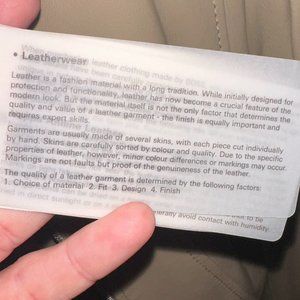 • Leatherwear
Leather is a fashion material with a long tradition. While initially designed for
protection and functionality, leather has now become a crucial feature of the
modern look. But the material itself is not the only factor that determines the
quality and value of a leather garment - the finish is equally important and
requires expert skills.
Garments are usually made of several skins, with each piece cut individually
by hand. Skins are carefully sorted by colour and quality. Due to the specific
properties of leather, however, minor colour differences or markings may occur.
Markings are not faults but proof of the genuineness of the leather.
The quality of a leather garment is determined by the following factors:
1. Choice of material 2. Fit 3. Design 4. Finish
avoid contact with humidity.